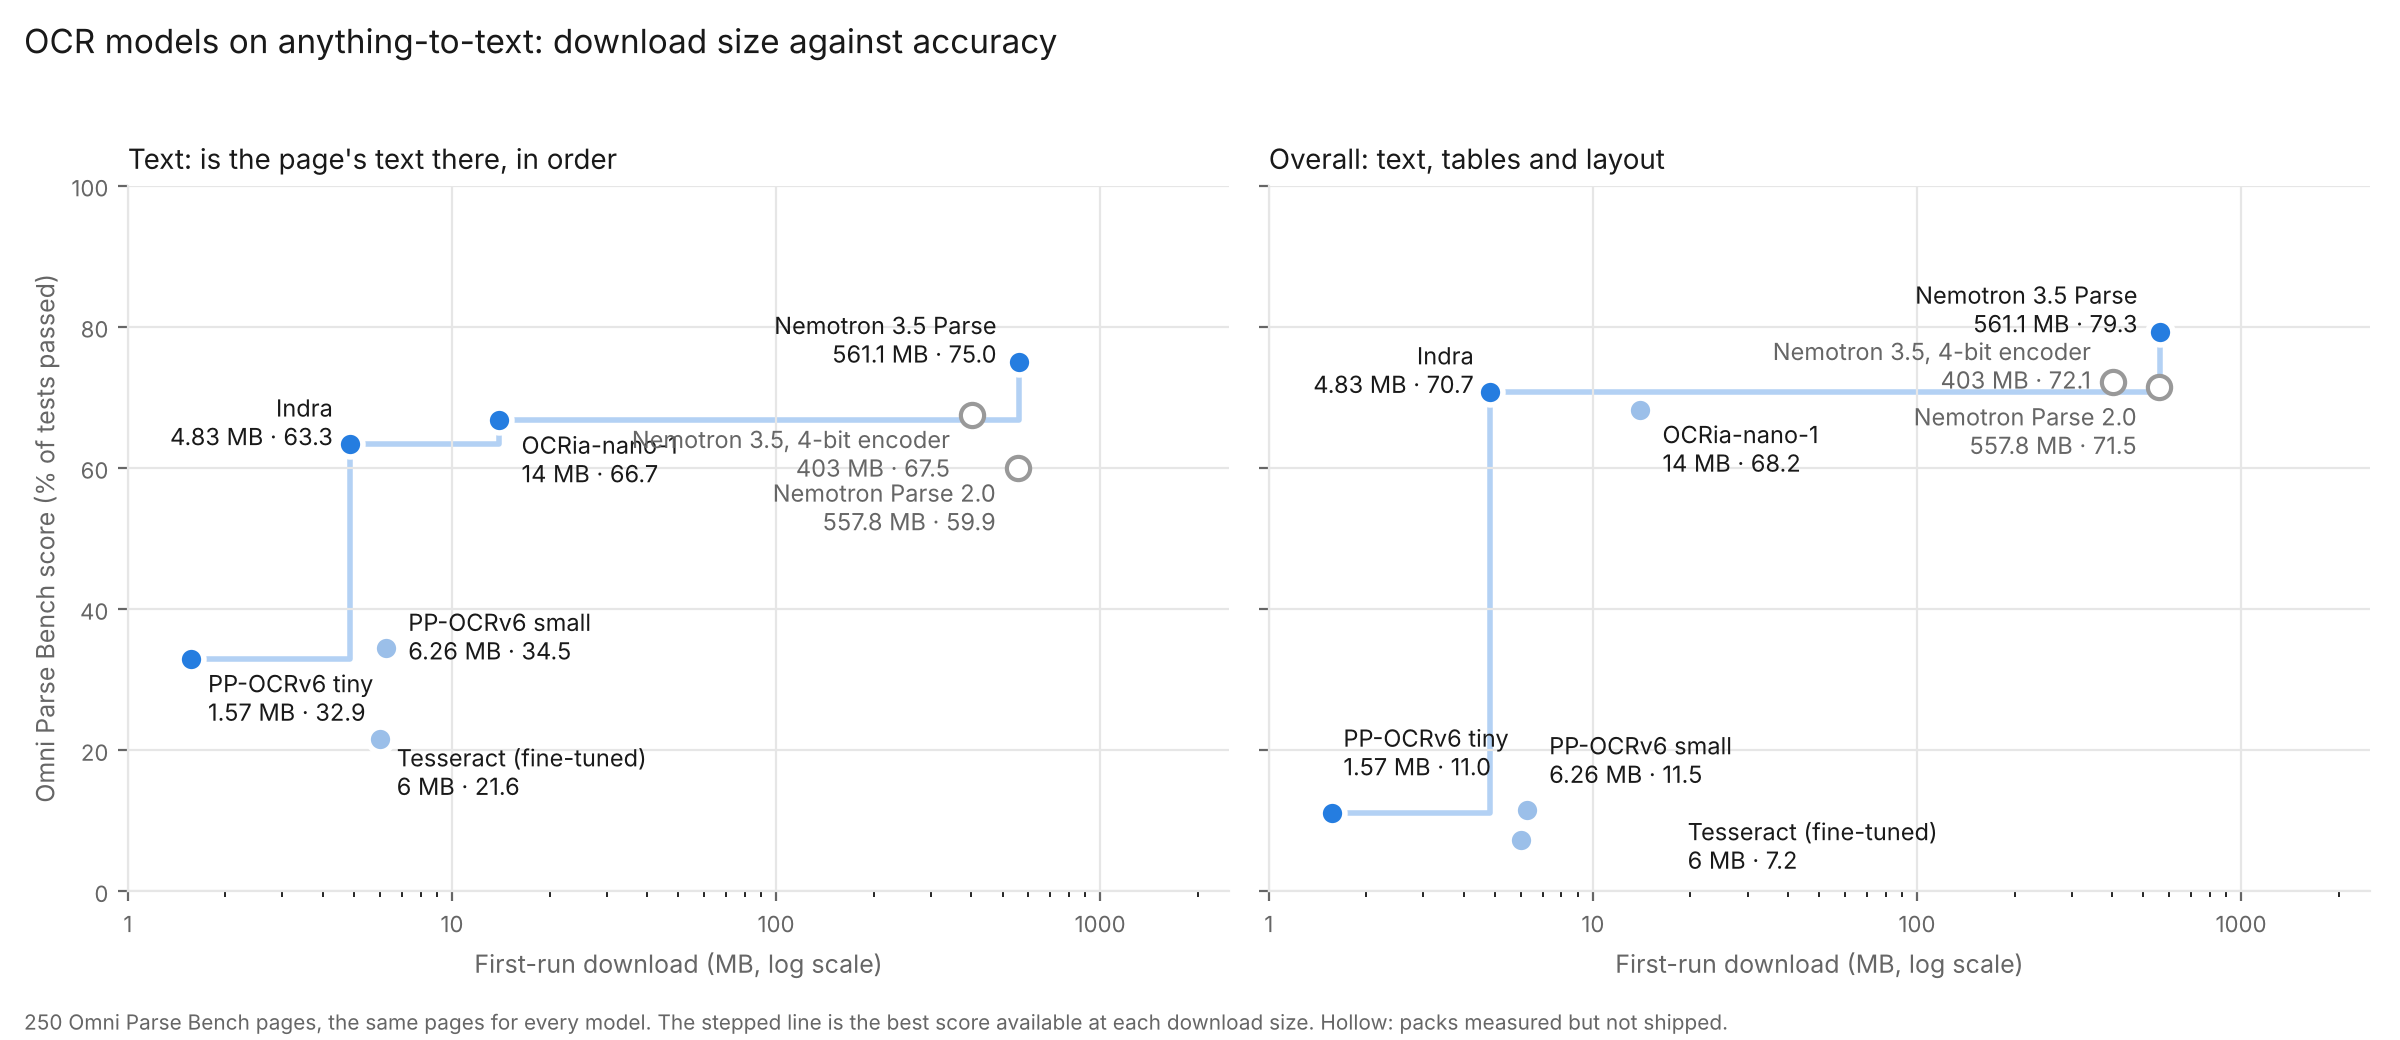 OCR models on anything-to-text: download size against accuracy
Text: is the page's text there, in order
Omni Parse Bench score (% of tests passed)
100
80
60
40
20
0
Nemotron 3.5 Parse
561.1 MB · 75.0
Indra
4.83 MB · 63.3
OCRia-nano-1
14 MB · 66.7
Nemotron 3.5, 4-bit encoder
403 MB · 67.5
Nemotron Parse 2.0
557.8 MB · 59.9
PP-OCRv6 small
6.26 MB · 34.5
PP-OCRv6 tiny
1.57 MB · 32.9
Tesseract (fine-tuned)
6 MB · 21.6
1 10 100 1000
First-run download (MB, log scale)
Overall: text, tables and layout
Nemotron 3.5 Parse
561.1 MB · 79.3
Nemotron 3.5, 4-bit encoder
403 MB · 72.1
Indra
4.83 MB · 70.7
Nemotron Parse 2.0
557.8 MB · 71.5
OCRia-nano-1
14 MB · 68.2
PP-OCRv6 tiny
1.57 MB · 11.0
PP-OCRv6 small
6.26 MB · 11.5
Tesseract (fine-tuned)
6 MB · 7.2
1 10 100 1000
First-run download (MB, log scale)
250 Omni Parse Bench pages, the same pages for every model. The stepped line is the best score available at each download size. Hollow: packs measured but not shipped.